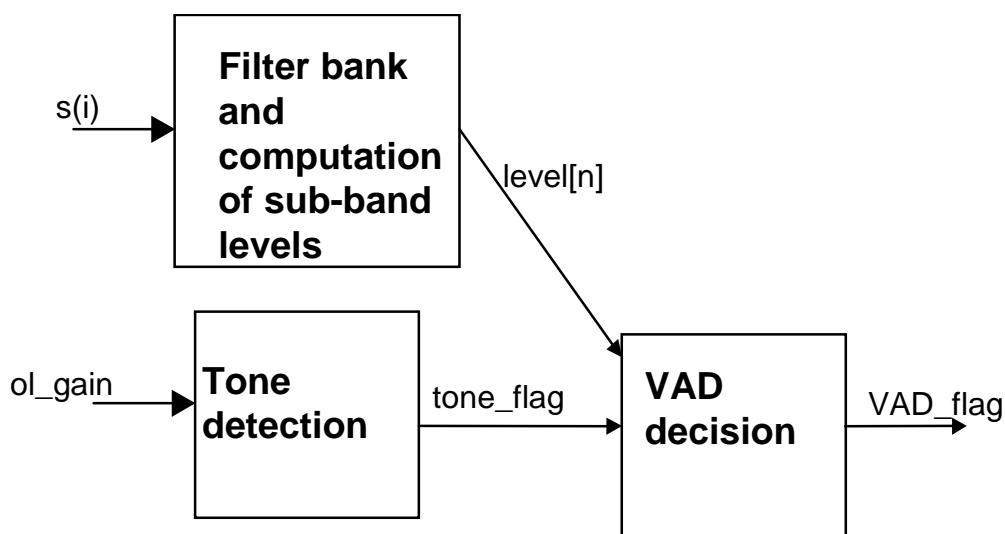 s(i)
Filter bank
and
computation
of sub-band
levels
level[n]
ol_gain
Tone
detection
tone_flag
VAD
decision
VAD_flag